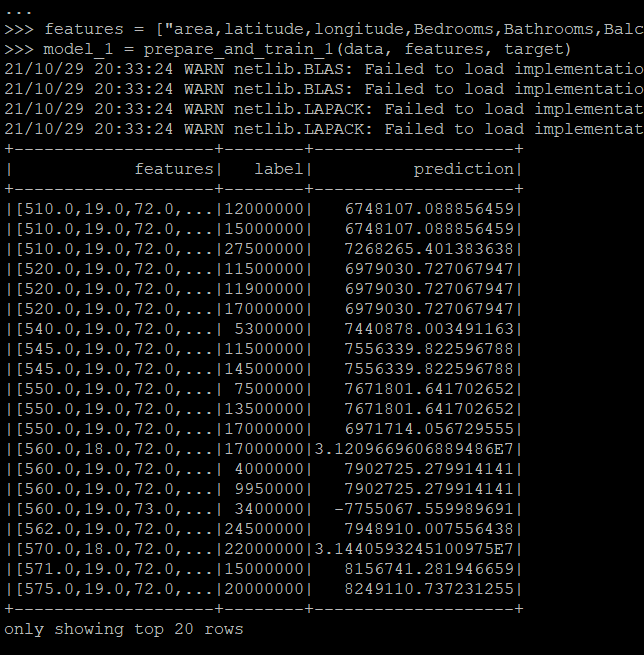 ...
>>> features = ["area,latitude,longitude,Bedrooms,Bathrooms,Balc
>>> model_1 = prepare_and_train_1(data, features, target)
21/10/29 20:33:24 WARN netlib.BLAS: Failed to load implementatio
21/10/29 20:33:24 WARN netlib.BLAS: Failed to load implementatio
21/10/29 20:33:24 WARN netlib.LAPACK: Failed to load implementat
21/10/29 20:33:24 WARN netlib.LAPACK: Failed to load implementat
+--------------------+--------+--------------------+
|            features|   label|          prediction|
+--------------------+--------+--------------------+
|[510.0,19.0,72.0,...|12000000|   6748107.088856459|
|[510.0,19.0,72.0,...|15000000|   6748107.088856459|
|[510.0,19.0,72.0,...|27500000|   7268265.401383638|
|[520.0,19.0,72.0,...|11500000|   6979030.727067947|
|[520.0,19.0,72.0,...|11900000|   6979030.727067947|
|[520.0,19.0,72.0,...|17000000|   6979030.727067947|
|[540.0,19.0,72.0,...| 5300000|   7440878.003491163|
|[545.0,19.0,72.0,...|11500000|   7556339.822596788|
|[545.0,19.0,72.0,...|14500000|   7556339.822596788|
|[550.0,19.0,72.0,...| 7500000|   7671801.641702652|
|[550.0,19.0,72.0,...|13500000|   7671801.641702652|
|[550.0,19.0,72.0,...|17000000|   6971714.056729555|
|[560.0,18.0,72.0,...|17000000|3.1209669606889486E7|
|[560.0,19.0,72.0,...| 4000000|   7902725.279914141|
|[560.0,19.0,72.0,...| 9950000|   7902725.279914141|
|[560.0,19.0,73.0,...| 3400000|  -7755067.559989691|
|[562.0,19.0,72.0,...|24500000|   7948910.007556438|
|[570.0,18.0,72.0,...|22000000|3.1440593245100975E7|
|[571.0,19.0,72.0,...|15000000|   8156741.281946659|
|[575.0,19.0,72.0,...|20000000|   8249110.737231255|
+--------------------+--------+--------------------+
only showing top 20 rows